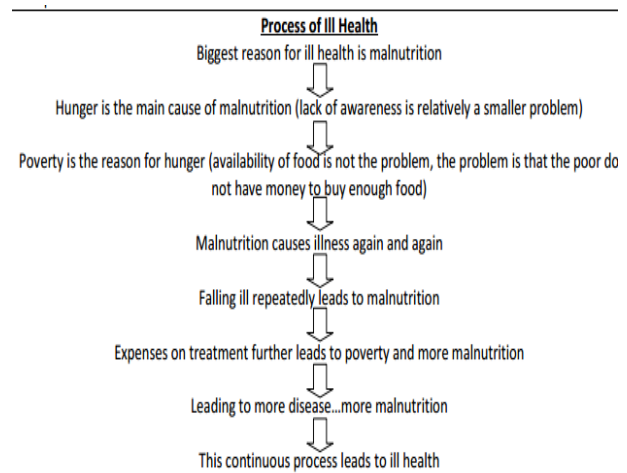 Process of Ill Health
Biggest reason for ill health is malnutrition
Hunger is the main cause of malnutrition (lack of awareness is relatively a smaller problem)
Poverty is the reason for hunger (availability of food is not the problem, the problem is that the poor do
not have money to buy enough food)
Malnutrition causes illness again and again
Falling ill repeatedly leads to malnutrition
Expenses on treatment further leads to poverty and more malnutrition
Leading to more disease...more malnutrition
This continuous process leads to ill health